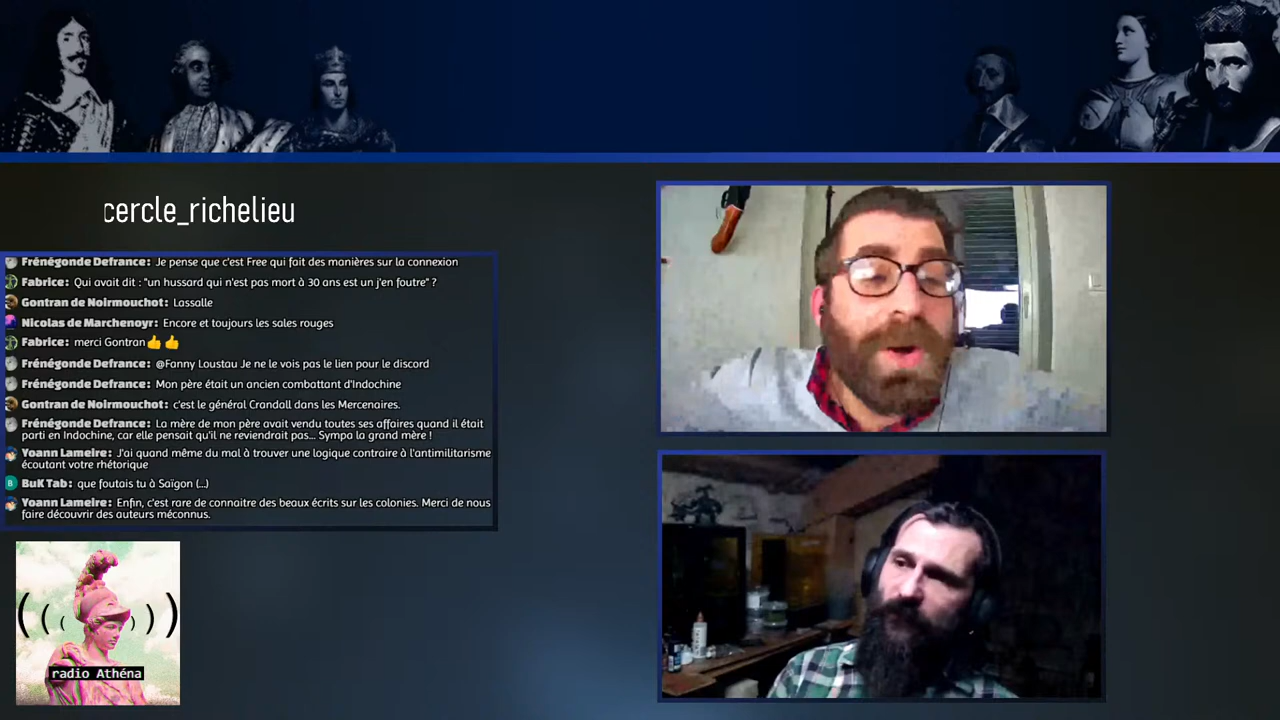 cercle_richelieu
Frénégonde Defrance: Je pense que c'est Free qui fait des manières sur la connexion
Fabrice: Qui avait dit : "un hussard qui n'est pas mort à 30 ans est un j'en foutre" ?
Gontran de Noirmouchot: Lassalle
Nicolas de Marchenoyr: Encore et toujours les sales rouges
Fabrice: merci Gontran👍 👍
Frénégonde Defrance: @Fanny Loustau Je ne le vois pas le lien pour le discord
Frénégonde Defrance: Mon père était un ancien combattant d'Indochine
Gontran de Noirmouchot: c'est le général Crandall dans les Mercenaires.
Frénégonde Defrance: La mère de mon père avait vendu toutes ses affaires quand il était
parti en Indochine, car elle pensait qu'il ne reviendrait pas... Sympa la grand mère !
Yoann Lameire: J'ai quand même du mal à trouver une logique contraire à l'antimilitarisme
écoutant votre rhétorique
B BuK Tab: que foutais tu à Saïgon (...)
Yoann Lameire: Enfin, c'est rare de connaitre des beaux écrits sur les colonies. Merci de nous
faire découvrir des auteurs méconnus.
radio Athéna